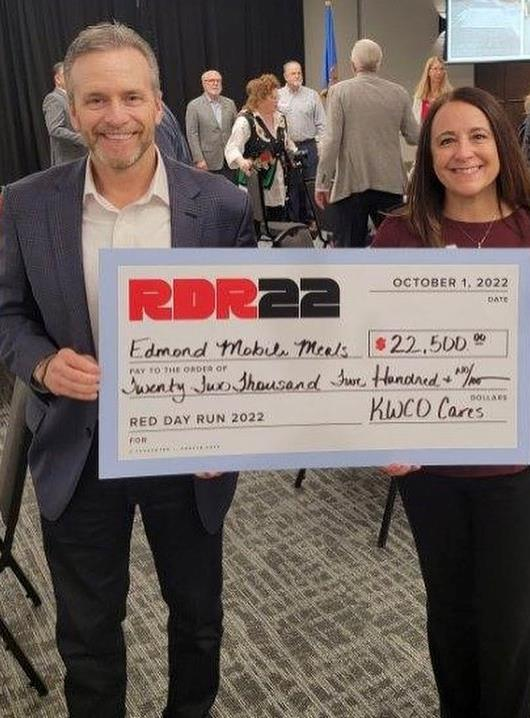 RDR22
OCTOBER 1, 2022
DATE
Edmond Mobile Meals
$22,500.00
PAY TO THE ORDER OF
Twenty Two Thousand Five Hundred + NO/100
DOLLARS
RED DAY RUN 2022
KWCO Cares
FOR